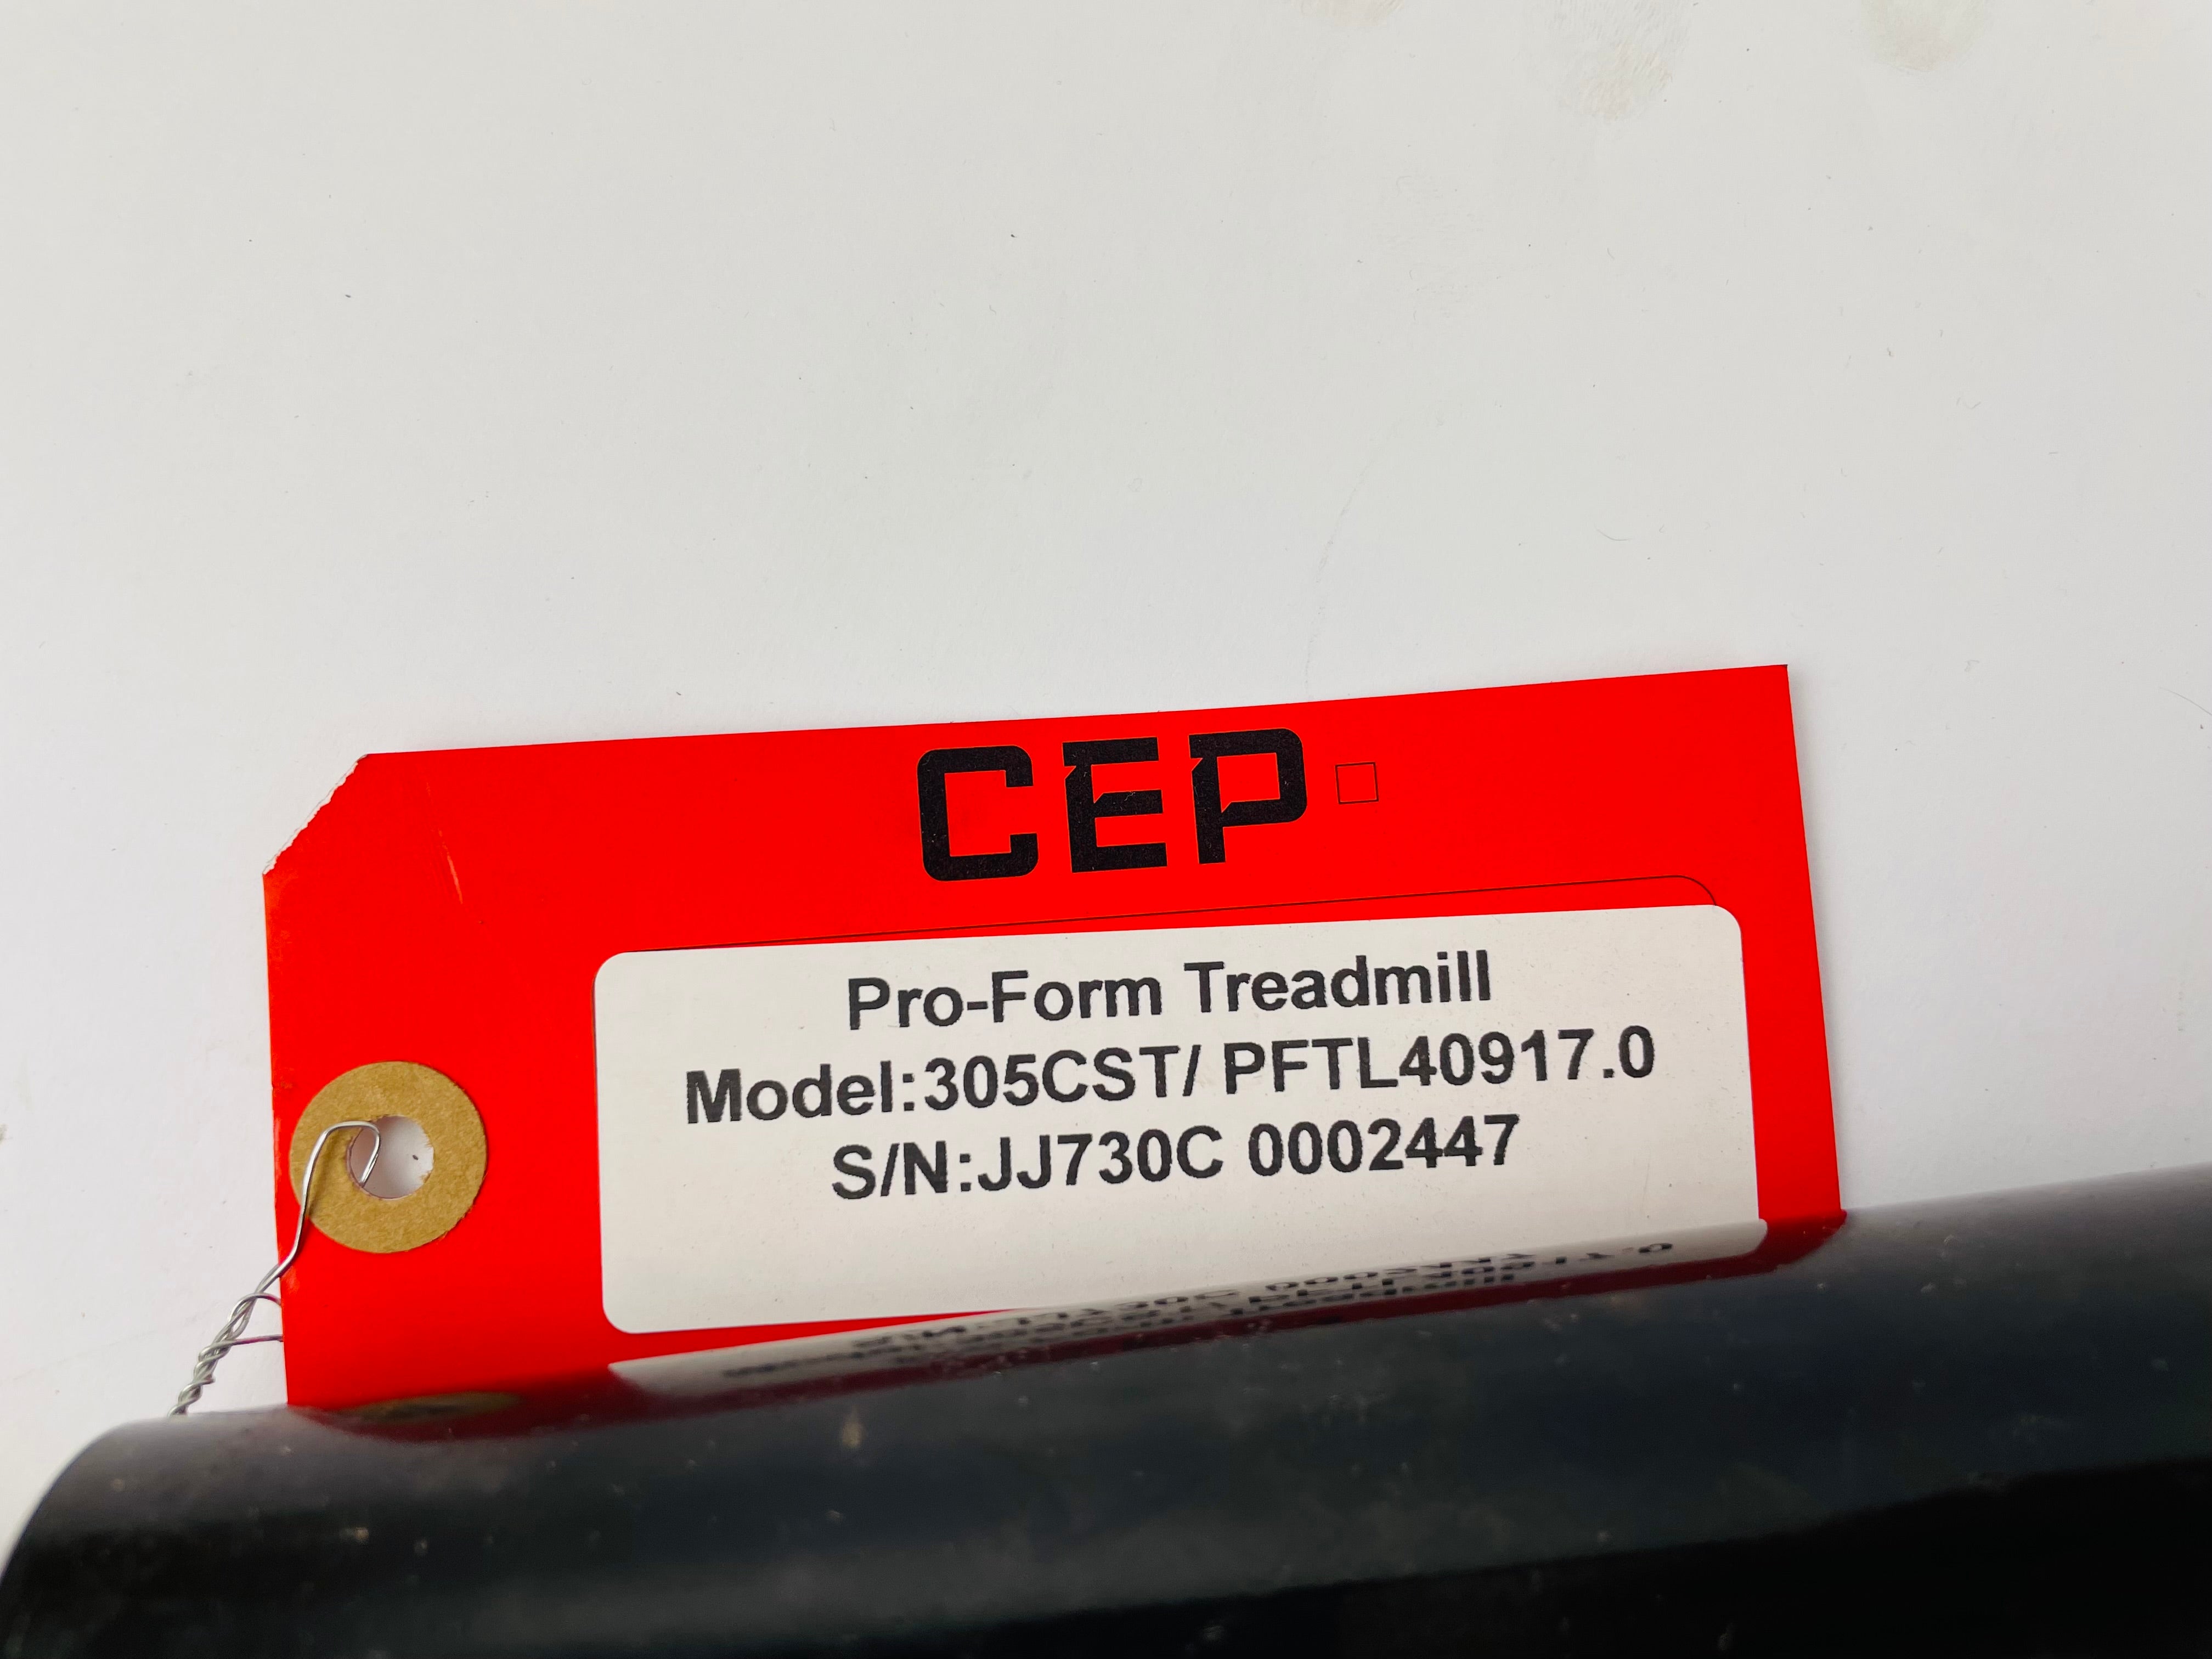 CEP
Pro-Form Treadmill
Model:305CST/ PFTL40917.0
S/N:JJ730C 0002447